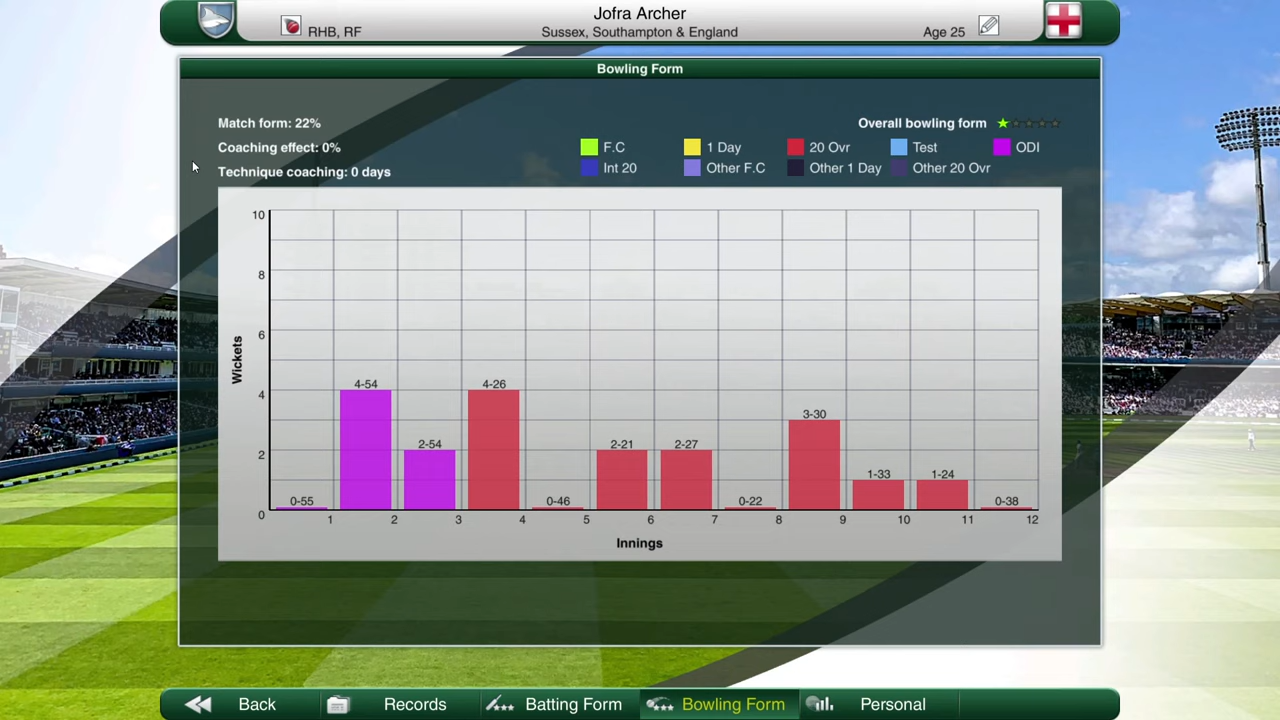 Jofra Archer
RHB, RF
Sussex, Southampton & England
Age 25
Bowling Form
Match form: 22%
Overall bowling form
Coaching effect: 0%
F.C
1 Day
20 Ovr
Test
ODI
Technique coaching: 0 days
Int 20
Other F.C
Other 1 Day
Other 20 Ovr
10
8
6
4
2
0
Wickets
0-55
4-54
2-54
4-26
0-46
2-21
2-27
0-22
3-30
1-33
1-24
0-38
1 2 3 4 5 6 7 8 9 10 11 12
Innings
Back
Records
Batting Form
Bowling Form
Personal